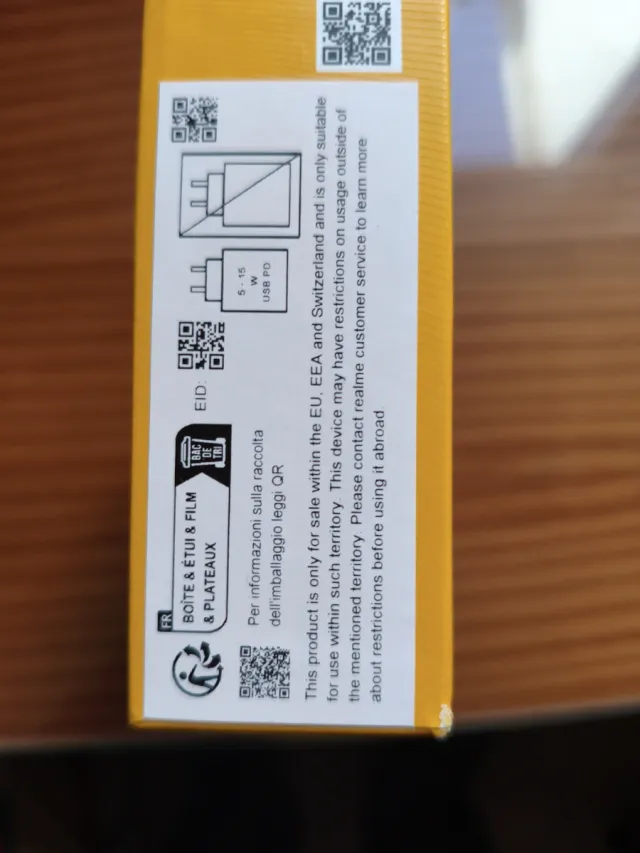 FR
BOÎTE & ÉTUI & FILM
& PLATEAUX
BAC
DE
TRI
EID:
5 - 15
W
USB PD
Per informazioni sulla raccolta
dell'imballaggio leggi QR
This product is only for sale within the EU, EEA and Switzerland and is only suitable
for use within such territory. This device may have restrictions on usage outside of
the mentioned territory. Please contact realme customer service to learn more
about restrictions before using it abroad